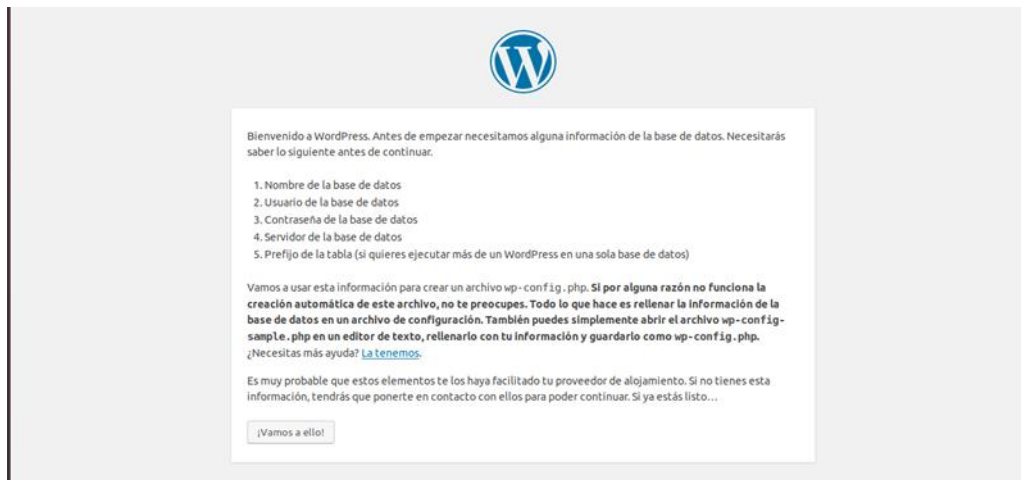 Bienvenido a WordPress. Antes de empezar necesitamos alguna información de la base de datos. Necesitarás
saber lo siguiente antes de continuar.
1. Nombre de la base de datos
2. Usuario de la base de datos
3. Contraseña de la base de datos
4. Servidor de la base de datos
5. Prefijo de la tabla (si quieres ejecutar más de un WordPress en una sola base de datos)
Vamos a usar esta información para crear un archivo wp-config.php. Si por alguna razón no funciona la
creación automática de este archivo, no te preocupes. Todo lo que hace es rellenar la información de la
base de datos en un archivo de configuración. También puedes simplemente abrir el archivo wp-config-
sample.php en un editor de texto, rellenarlo con tu información y guardarlo como wp-config.php.
¿Necesitas más ayuda? La tenemos.
Es muy probable que estos elementos te los haya facilitado tu proveedor de alojamiento. Si no tienes esta
información, tendrás que ponerte en contacto con ellos para poder continuar. Si ya estás listo…
¡Vamos a ello!